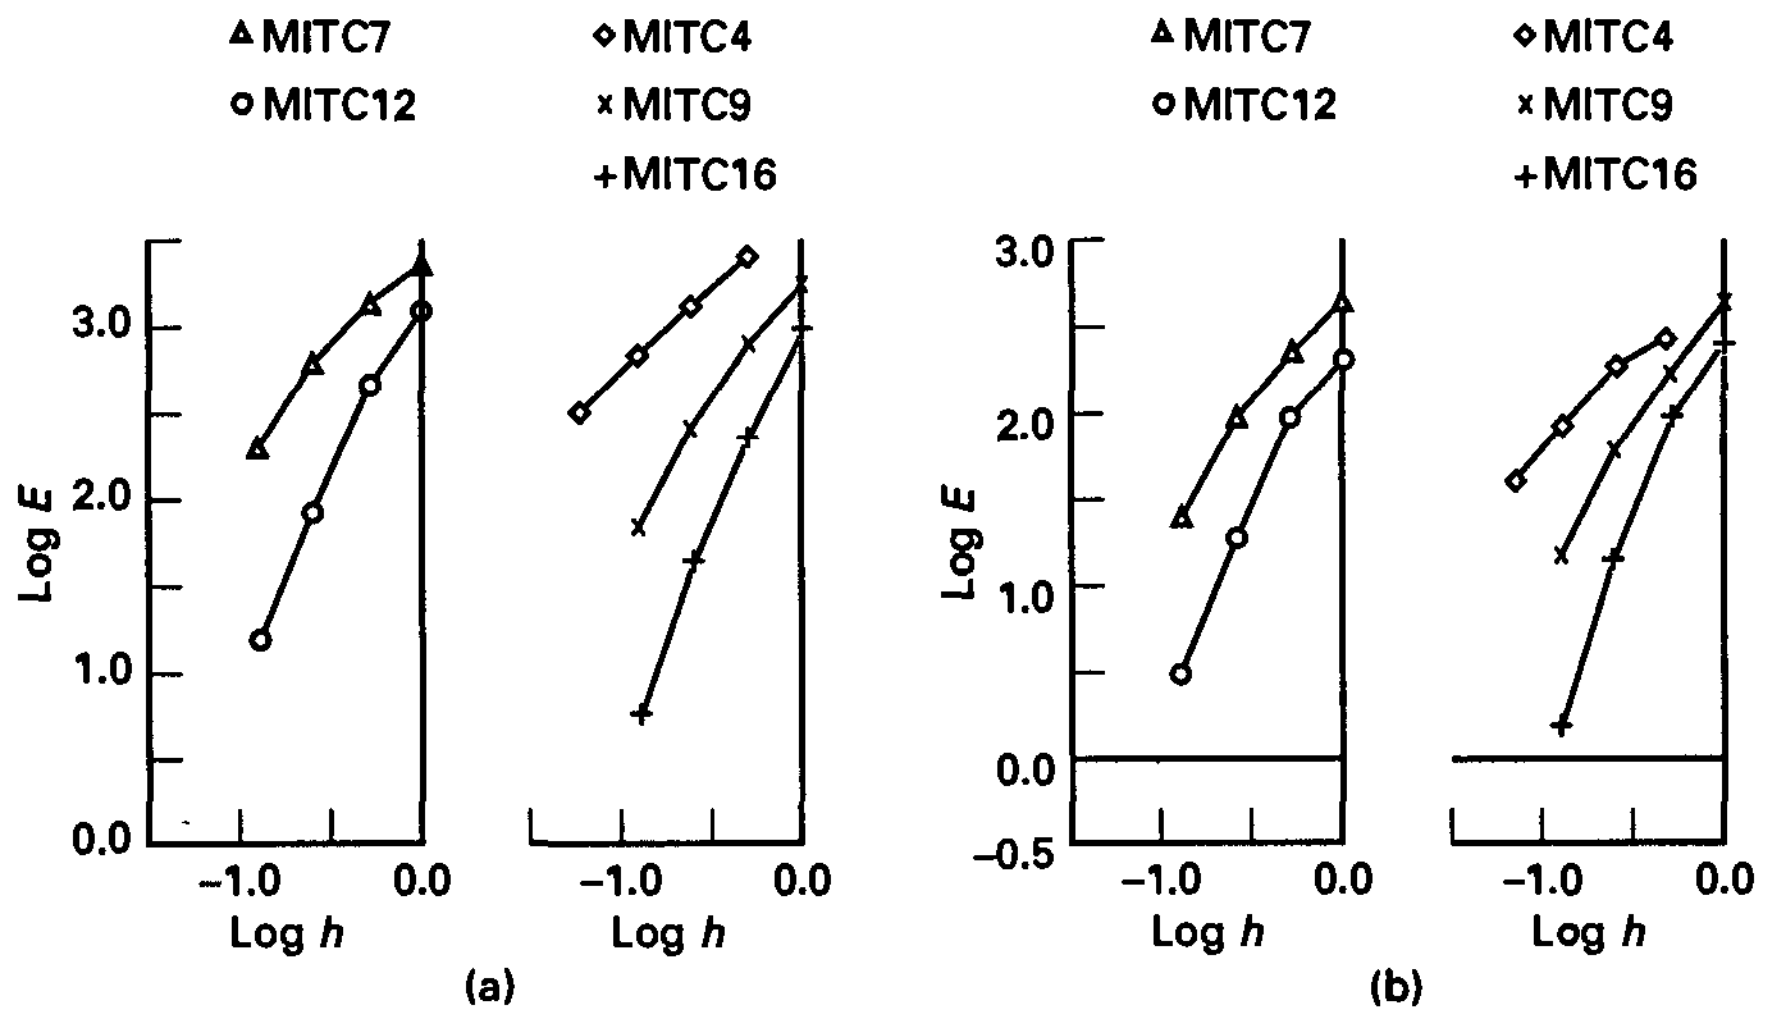 △ MITC7
○ MITC12
◇ MITC4
× MITC9
+ MITC16
Log E
3.0
2.0
1.0
0.0
−1.0 0.0
Log h
−1.0 0.0
Log h
(a)
△ MITC7
○ MITC12
◇ MITC4
× MITC9
+ MITC16
Log E
3.0
2.0
1.0
0.0
−0.5
−1.0 0.0
Log h
−1.0 0.0
Log h
(b)